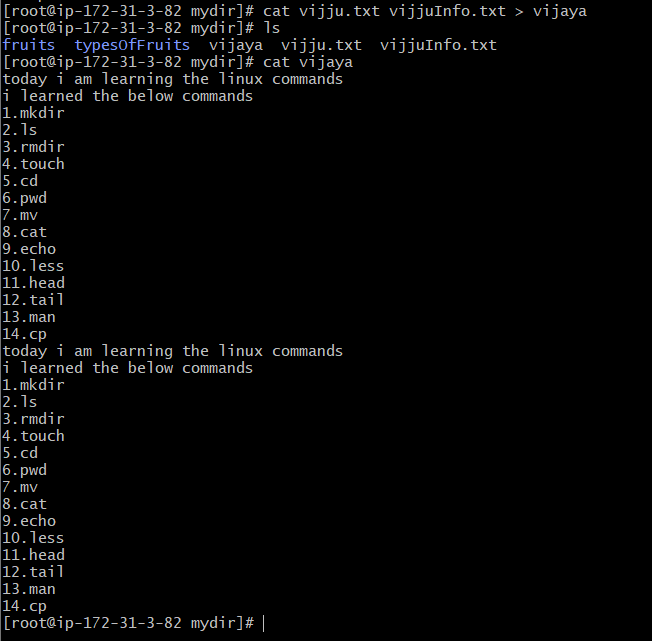 [root@ip-172-31-3-82 mydir]# cat vijju.txt vijjuInfo.txt > vijaya
[root@ip-172-31-3-82 mydir]# ls
fruits  typesOfFruits  vijaya  vijju.txt  vijjuInfo.txt
[root@ip-172-31-3-82 mydir]# cat vijaya
today i am learning the linux commands
i learned the below commands
1.mkdir
2.ls
3.rmdir
4.touch
5.cd
6.pwd
7.mv
8.cat
9.echo
10.less
11.head
12.tail
13.man
14.cp
today i am learning the linux commands
i learned the below commands
1.mkdir
2.ls
3.rmdir
4.touch
5.cd
6.pwd
7.mv
8.cat
9.echo
10.less
11.head
12.tail
13.man
14.cp
[root@ip-172-31-3-82 mydir]#